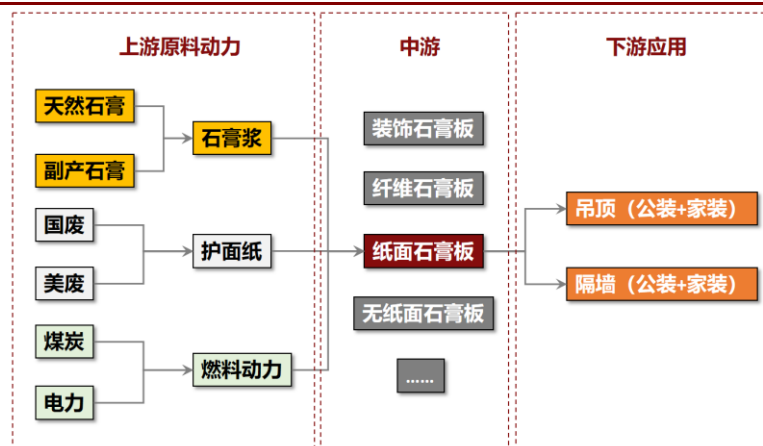 上游原料动力
中游
下游应用
天然石膏
副产石膏
石膏浆
国废
美废
护面纸
煤炭
电力
燃料动力
装饰石膏板
纤维石膏板
纸面石膏板
无纸面石膏板
......
吊顶（公装+家装）
隔墙（公装+家装）